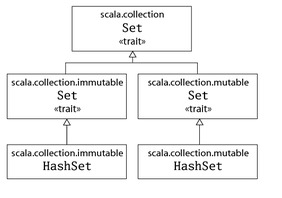 scala.collection
Set
«trait»
scala.collection.immutable
Set
«trait»
scala.collection.mutable
Set
«trait»
scala.collection.immutable
HashSet
scala.collection.mutable
HashSet